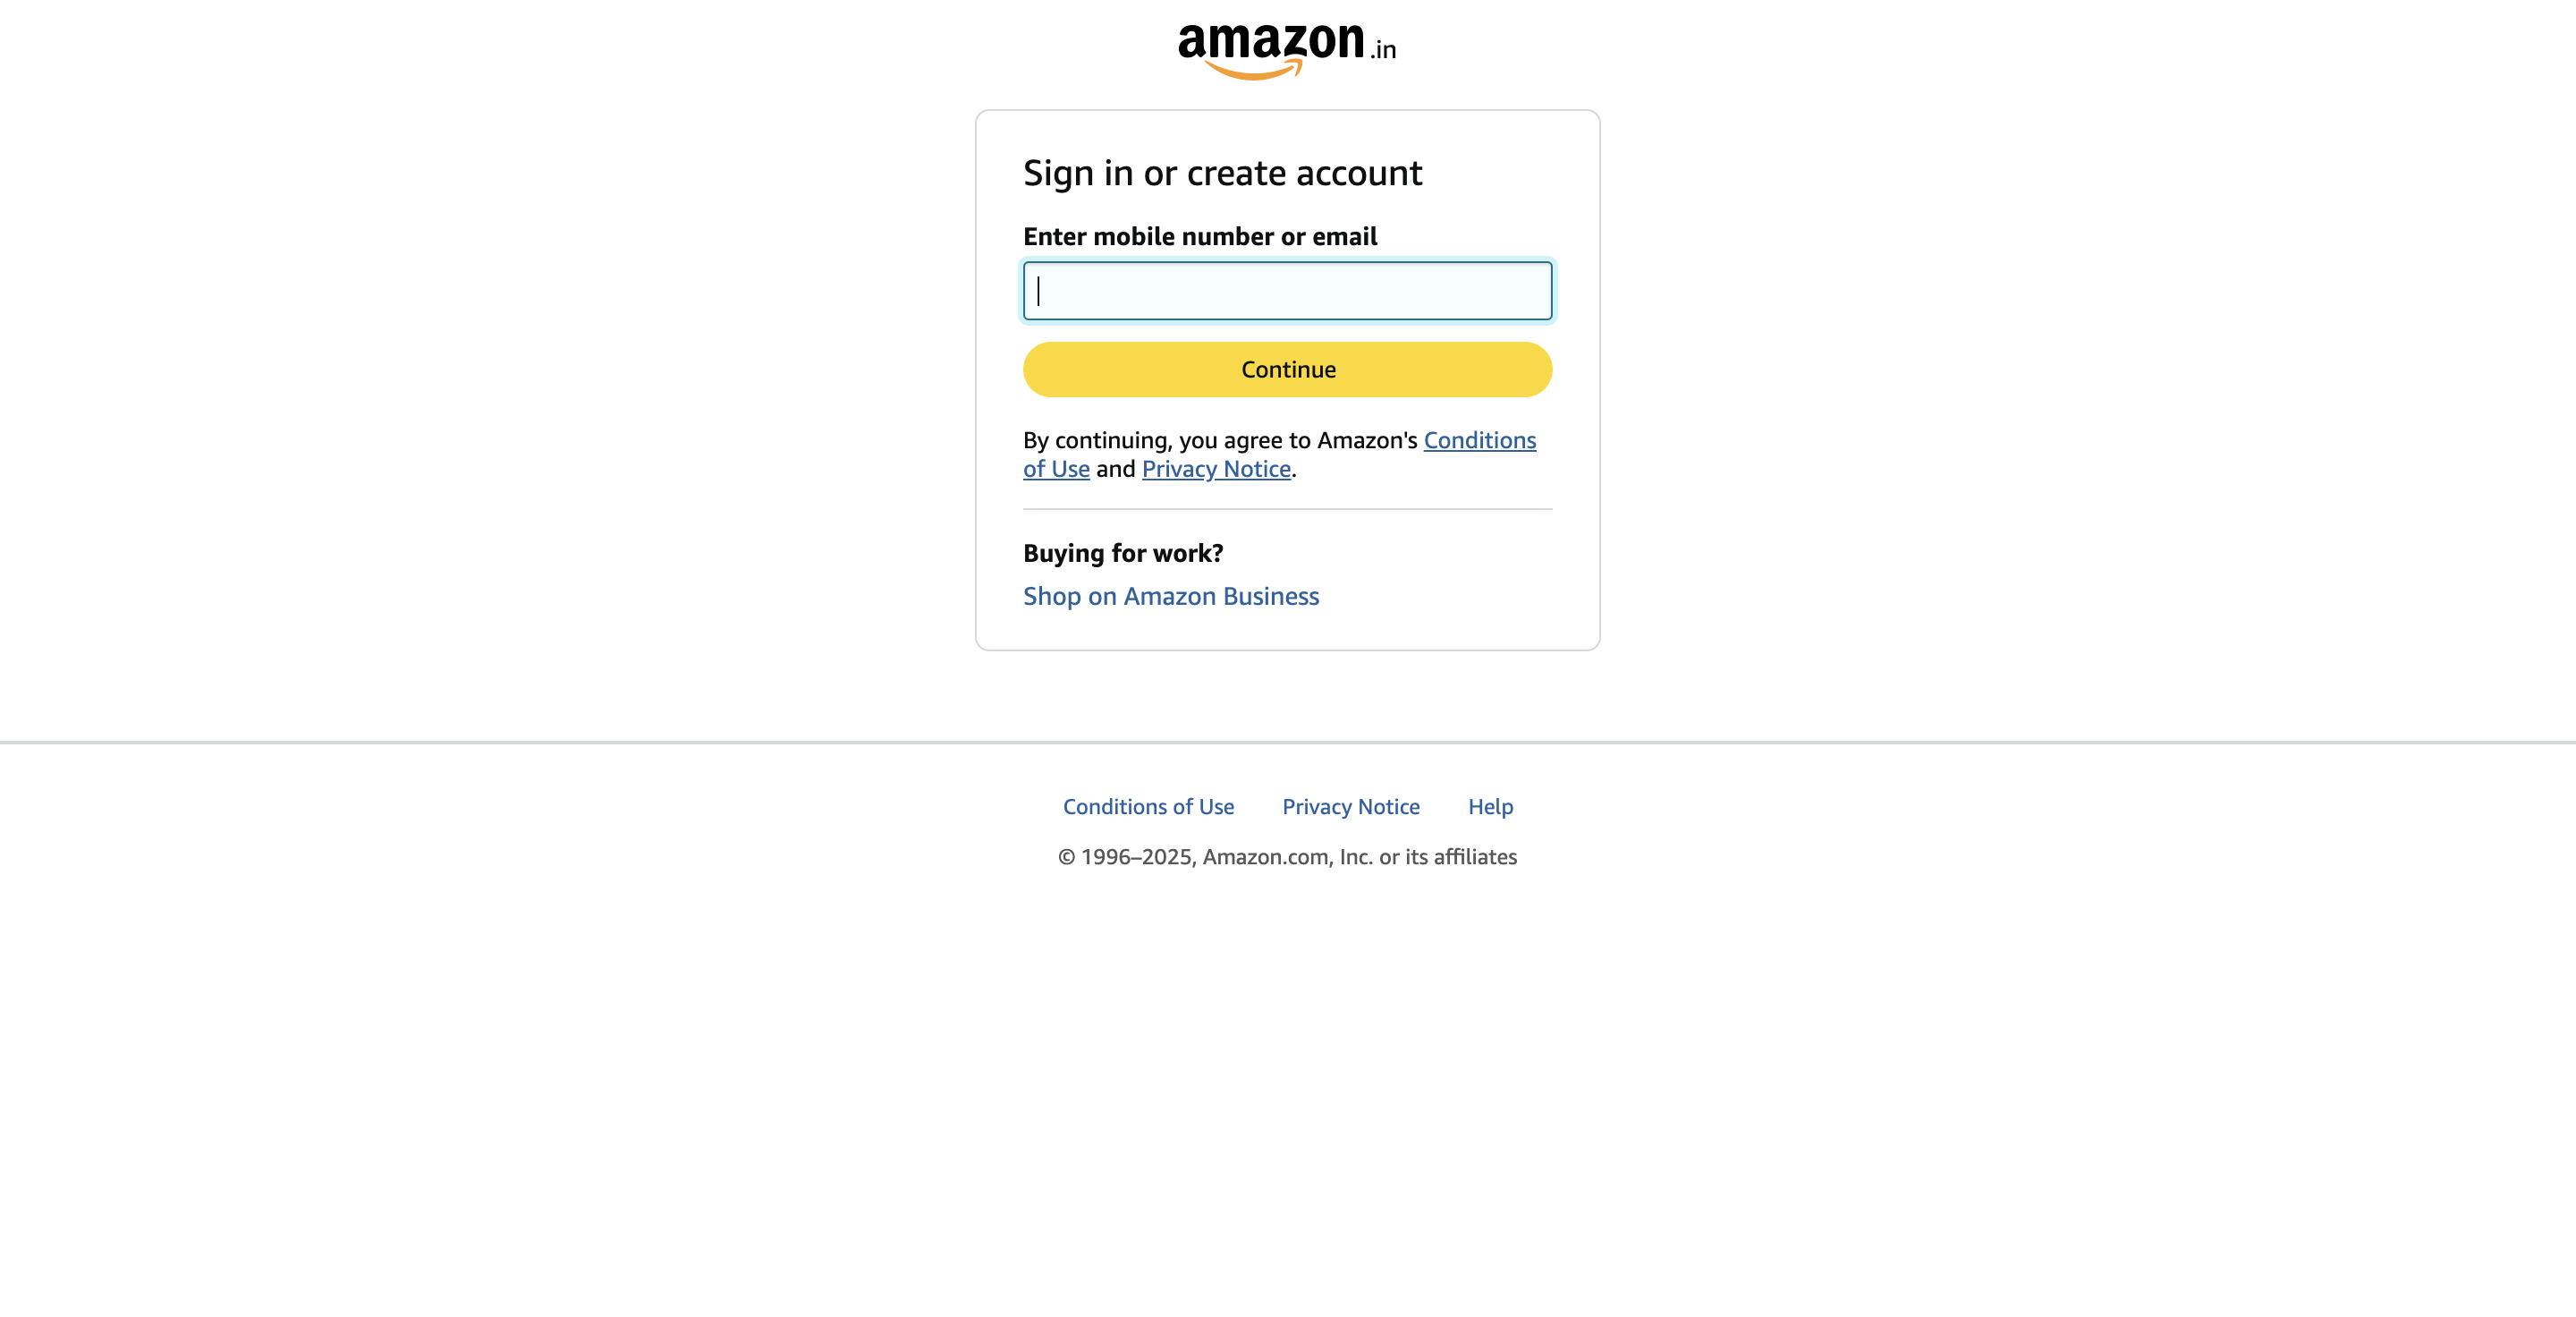 amazon.in
Sign in or create account
Enter mobile number or email
Continue
By continuing, you agree to Amazon's Conditions
of Use and Privacy Notice.
Buying for work?
Shop on Amazon Business
Conditions of Use Privacy Notice Help
© 1996–2025, Amazon.com, Inc. or its affiliates